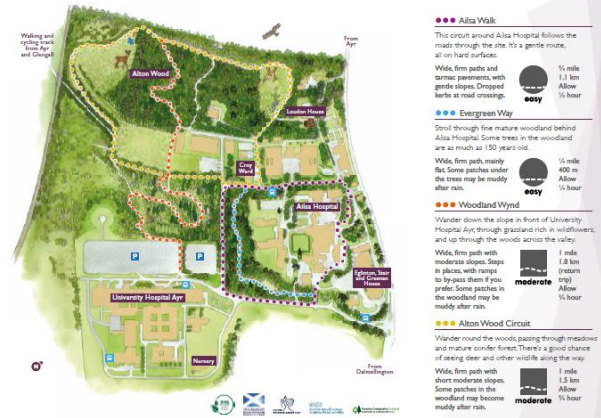 Walking and
cycling track
from Ayr
and Glengall
Alton Wood
From
Ayr
Loudon House
Croy
Ward
Ailsa Hospital
Eglinton, Stair
and
House
P
P
University Hospital Ayr
Nursery
From
Dalmellington
N
Ailsa Walk
This circuit around Ailsa Hospital follows the
roads through the site. It's a gentle route,
all on hard surfaces.
Wide, firm paths and
tarmac pavements, with
gentle slopes. Dropped
kerbs at road crossings.
easy
¾ mile
1.1 km
Allow
½ hour
Evergreen Way
Stroll through fine mature woodland behind
Ailsa Hospital. Some trees in the woodland
are as much as 150 years old.
Wide, firm path, mainly
flat. Some patches under
the trees may be muddy
after rain.
easy
¼ mile
400 m
Allow
¼ hour
Woodland Wynd
Wander down the slope in front of University
Hospital Ayr, through grassland rich in wildflowers,
and up through the woods across the valley.
Wide, firm path with
moderate slopes. Steps
in places, with ramps
to by-pass them if you
prefer. Some patches in
the woodland may be
muddy after rain.
moderate
1 mile
1.8 km
(return
trip)
Allow
¾ hour
Alton Wood Circuit
Wander round the woods, passing through meadows
and mature conifer forest. There's a good chance
of seeing deer and other wildlife along the way.
Wide, firm path with
short moderate slopes.
Some patches in the
woodland may become
muddy after rain.
moderate
1 mile
1.5 km
Allow
¾ hour